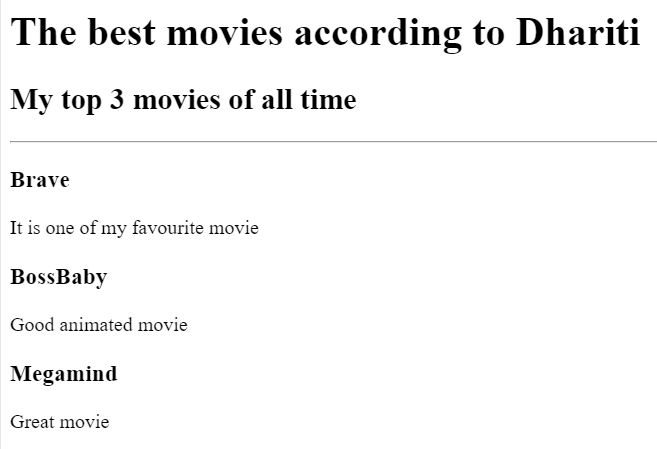 The best movies according to Dhariti
My top 3 movies of all time
Brave
It is one of my favourite movie
BossBaby
Good animated movie
Megamind
Great movie